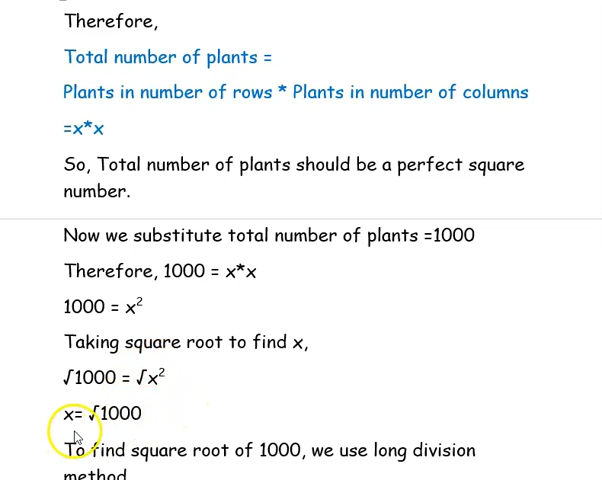 Therefore,
Total number of plants =
Plants in number of rows * Plants in number of columns
=x*x
So, Total number of plants should be a perfect square
number.
Now we substitute total number of plants =1000
Therefore, 1000 = x*x
1000 = x²
Taking square root to find x,
√1000 = √x²
x= √1000
To find square root of 1000, we use long division
method